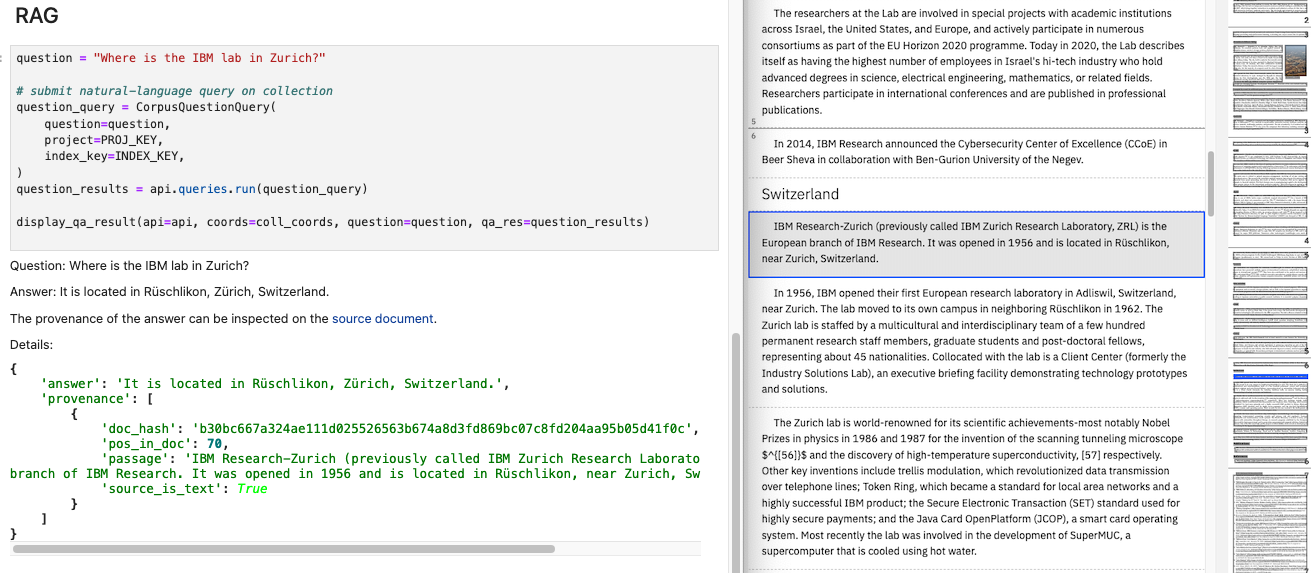 RAG
question = "Where is the IBM lab in Zurich?"
# submit natural-language query on collection
question_query = CorpusQuestionQuery(
    question=question,
    project=PROJ_KEY,
    index_key=INDEX_KEY,
)
question_results = api.queries.run(question_query)
display_qa_result(api=api, coords=coll_coords, question=question, qa_res=question_results)
Question: Where is the IBM lab in Zurich?
Answer: It is located in Rüschlikon, Zürich, Switzerland.
The provenance of the answer can be inspected on the source document.
Details:
{
    'answer': 'It is located in Rüschlikon, Zürich, Switzerland.',
    'provenance': [
        {
            'doc_hash': 'b30bc667a324ae111d025526563b674a8d3fd869bc07c8fd204aa95b05d41f0c',
            'pos_in_doc': 70,
            'passage': 'IBM Research-Zurich (previously called IBM Zurich Research Laborato
branch of IBM Research. It was opened in 1956 and is located in Rüschlikon, near Zurich, Sw
            'source_is_text': True
        }
    ]
}
The researchers at the Lab are involved in special projects with academic institutions
across Israel, the United States, and Europe, and actively participate in numerous
consortiums as part of the EU Horizon 2020 programme. Today in 2020, the Lab describes
itself as having the highest number of employees in Israel's hi-tech industry who hold
advanced degrees in science, electrical engineering, mathematics, or related fields.
Researchers participate in international conferences and are published in professional
publications.
5
6
In 2014, IBM Research announced the Cybersecurity Center of Excellence (CCoE) in
Beer Sheva in collaboration with Ben-Gurion University of the Negev.
Switzerland
IBM Research-Zurich (previously called IBM Zurich Research Laboratory, ZRL) is the
European branch of IBM Research. It was opened in 1956 and is located in Rüschlikon,
near Zurich, Switzerland.
In 1956, IBM opened their first European research laboratory in Adliswil, Switzerland,
near Zurich. The lab moved to its own campus in neighboring Rüschlikon in 1962. The
Zurich lab is staffed by a multicultural and interdisciplinary team of a few hundred
permanent research staff members, graduate students and post-doctoral fellows,
representing about 45 nationalities. Collocated with the lab is a Client Center (formerly the
Industry Solutions Lab), an executive briefing facility demonstrating technology prototypes
and solutions.
The Zurich lab is world-renowned for its scientific achievements-most notably Nobel
Prizes in physics in 1986 and 1987 for the invention of the scanning tunneling microscope
$^{[56]}$ and the discovery of high-temperature superconductivity, [57] respectively.
Other key inventions include trellis modulation, which revolutionized data transmission
over telephone lines; Token Ring, which became a standard for local area networks and a
highly successful IBM product; the Secure Electronic Transaction (SET) standard used for
highly secure payments; and the Java Card OpenPlatform (JCOP), a smart card operating
system. Most recently the lab was involved in the development of SuperMUC, a
supercomputer that is cooled using hot water.
2
3
4
5
6
7